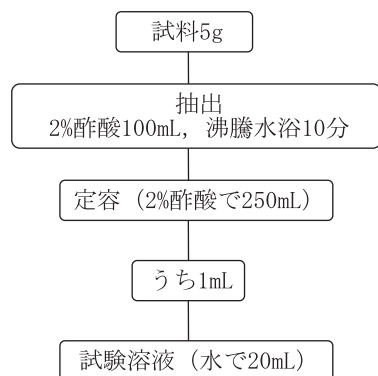 試料5g
抽出
2%酢酸100mL, 沸騰水浴10分
定容（2%酢酸で250mL）
うち1mL
試験溶液（水で20mL）